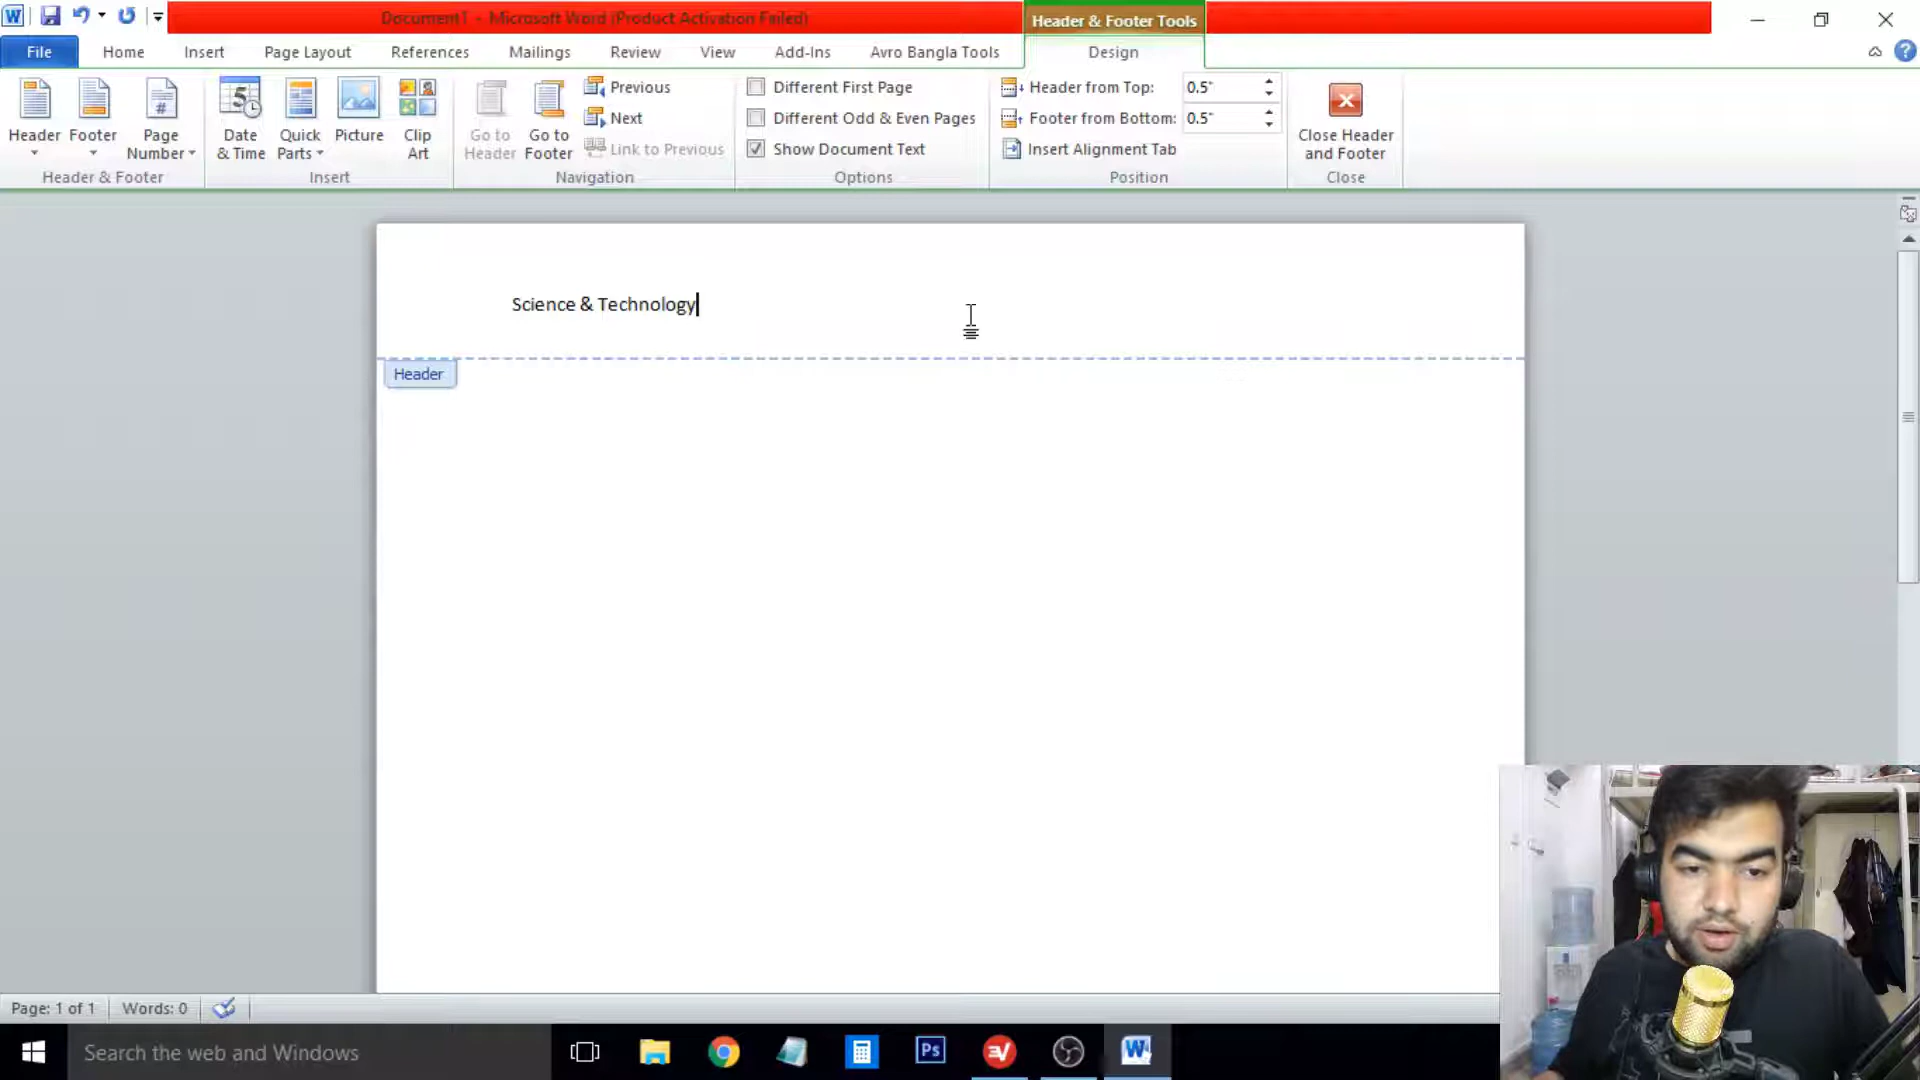 Document1 - Microsoft Word (Product Activation Failed)
Header & Footer Tools
File
Home
Insert
Page Layout
References
Mailings
Review
View
Add-Ins
Avro Bangla Tools
Design
Header
Footer
Page Number
Date & Time
Quick Parts
Picture
Clip Art
Go to Header
Go to Footer
Previous
Next
Link to Previous
Different First Page
Different Odd & Even Pages
Show Document Text
Header from Top: 0.5"
Footer from Bottom: 0.5"
Insert Alignment Tab
Close Header and Footer
Header & Footer
Insert
Navigation
Options
Position
Close
Science & Technology
Header
Page: 1 of 1
Words: 0
Search the web and Windows
Ps